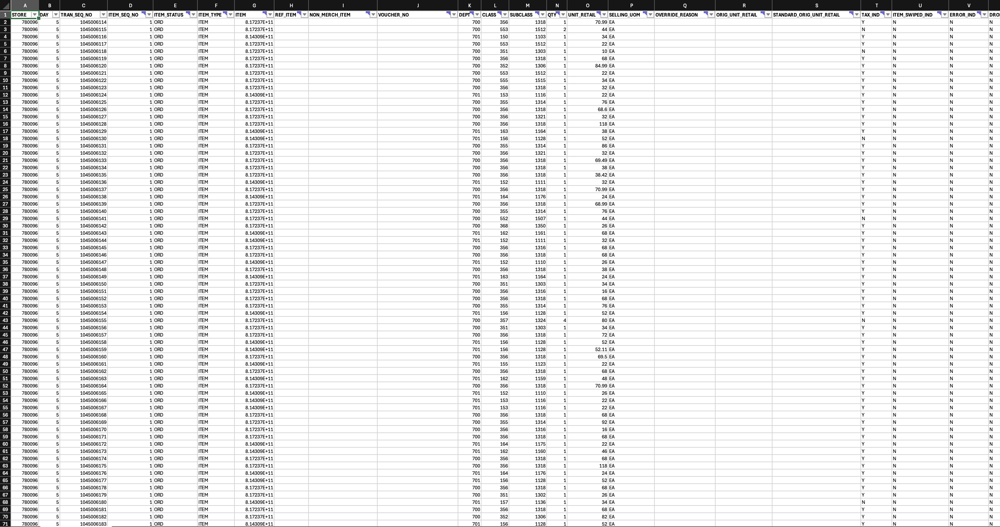 A B C D E F G H I J K L M N O P Q R S T U V
1 STORE DAY TRAN_SEQ_NO ITEM_SEQ_NO ITEM_STATUS ITEM_TYPE ITEM REF_ITEM NON_MERCH_ITEM VOUCHER_NO DEPT CLASS SUBCLASS QTY UNIT_RETAIL SELLING_UOM OVERRIDE_REASON ORIG_UNIT_RETAIL STANDARD_ORIG_UNIT_RETAIL TAX_IND ITEM_SWIPED_IND ERROR_IND
2 780096 5 1045006114 1 ORD ITEM 8.17237E+11 700 356 1318 1 70.99 EA Y N N N
3 780096 5 1045006115 1 ORD ITEM 8.17237E+11 700 553 1512 2 44 EA N N N N
4 780096 5 1045006116 1 ORD ITEM 8.14309E+11 701 150 1103 1 34 EA Y N N N
5 780096 5 1045006117 1 ORD ITEM 8.17237E+11 700 553 1512 1 22 EA Y N N N
6 780096 5 1045006118 1 ORD ITEM 8.17237E+11 700 351 1303 1 10 EA N N N N
7 780096 5 1045006119 1 ORD ITEM 8.17237E+11 700 356 1318 1 68 EA Y N N N
8 780096 5 1045006120 1 ORD ITEM 8.17237E+11 700 352 1306 1 84.99 EA Y N N N
9 780096 5 1045006121 1 ORD ITEM 8.17237E+11 700 553 1512 1 22 EA Y N N N
10 780096 5 1045006122 1 ORD ITEM 8.17237E+11 700 555 1515 1 34 EA Y N N N
11 780096 5 1045006123 1 ORD ITEM 8.17237E+11 700 356 1318 1 32 EA Y N N N
12 780096 5 1045006124 1 ORD ITEM 8.14309E+11 701 153 1116 1 22 EA Y N N N
13 780096 5 1045006125 1 ORD ITEM 8.17237E+11 700 355 1314 1 76 EA Y N N N
14 780096 5 1045006126 1 ORD ITEM 8.17237E+11 700 356 1318 1 68.6 EA Y N N N
15 780096 5 1045006127 1 ORD ITEM 8.17237E+11 700 356 1321 1 32 EA Y N N N
16 780096 5 1045006128 1 ORD ITEM 8.17237E+11 700 356 1318 1 118 EA Y N N N
17 780096 5 1045006129 1 ORD ITEM 8.14309E+11 701 163 1164 1 38 EA Y N N N
18 780096 5 1045006130 1 ORD ITEM 8.14309E+11 701 156 1128 1 52 EA N N N N
19 780096 5 1045006131 1 ORD ITEM 8.17237E+11 700 355 1314 1 86 EA Y N N N
20 780096 5 1045006132 1 ORD ITEM 8.17237E+11 700 356 1321 1 32 EA Y N N N
21 780096 5 1045006133 1 ORD ITEM 8.17237E+11 700 356 1318 1 69.49 EA Y N N N
22 780096 5 1045006134 1 ORD ITEM 8.17237E+11 700 356 1318 1 38 EA Y N N N
23 780096 5 1045006135 1 ORD ITEM 8.17237E+11 700 356 1318 1 38.42 EA Y N N N
24 780096 5 1045006136 1 ORD ITEM 8.14309E+11 701 152 1111 1 32 EA Y N N N
25 780096 5 1045006137 1 ORD ITEM 8.17237E+11 700 356 1318 1 70.99 EA Y N N N
26 780096 5 1045006138 1 ORD ITEM 8.14309E+11 701 164 1176 1 24 EA Y N N N
27 780096 5 1045006139 1 ORD ITEM 8.17237E+11 700 356 1318 1 68.99 EA Y N N N
28 780096 5 1045006140 1 ORD ITEM 8.17237E+11 700 355 1314 1 76 EA Y N N N
29 780096 5 1045006141 1 ORD ITEM 8.17237E+11 700 552 1507 1 44 EA N N N N
30 780096 5 1045006142 1 ORD ITEM 8.17237E+11 700 368 1350 1 26 EA Y N N N
31 780096 5 1045006143 1 ORD ITEM 8.14309E+11 701 162 1161 1 68 EA Y N N N
32 780096 5 1045006144 1 ORD ITEM 8.14309E+11 701 152 1111 1 32 EA Y N N N
33 780096 5 1045006145 1 ORD ITEM 8.17237E+11 700 356 1316 1 68 EA Y N N N
34 780096 5 1045006146 1 ORD ITEM 8.17237E+11 700 356 1318 1 68 EA Y N N N
35 780096 5 1045006147 1 ORD ITEM 8.14309E+11 701 152 1110 1 26 EA Y N N N
36 780096 5 1045006148 1 ORD ITEM 8.17237E+11 700 356 1318 1 38 EA Y N N N
37 780096 5 1045006149 1 ORD ITEM 8.14309E+11 701 163 1164 1 24 EA Y N N N
38 780096 5 1045006150 1 ORD ITEM 8.17237E+11 700 351 1303 1 34 EA Y N N N
39 780096 5 1045006151 1 ORD ITEM 8.17237E+11 700 356 1316 1 16 EA Y N N N
40 780096 5 1045006152 1 ORD ITEM 8.17237E+11 700 356 1318 1 68 EA Y N N N
41 780096 5 1045006153 1 ORD ITEM 8.17237E+11 700 355 1314 1 76 EA Y N N N
42 780096 5 1045006154 1 ORD ITEM 8.14309E+11 701 156 1128 1 52 EA Y N N N
43 780096 5 1045006155 1 ORD ITEM 8.17237E+11 700 357 1324 4 80 EA N N N N
44 780096 5 1045006156 1 ORD ITEM 8.17237E+11 700 351 1303 1 34 EA Y N N N
45 780096 5 1045006157 1 ORD ITEM 8.17237E+11 700 356 1318 1 72 EA Y N N N
46 780096 5 1045006158 1 ORD ITEM 8.14309E+11 701 156 1128 1 52 EA Y N N N
47 780096 5 1045006159 1 ORD ITEM 8.14309E+11 701 156 1128 1 52.11 EA Y N N N
48 780096 5 1045006160 1 ORD ITEM 8.17237E+11 700 356 1318 1 69.5 EA Y N N N
49 780096 5 1045006161 1 ORD ITEM 8.14309E+11 701 155 1123 1 22 EA Y N N N
50 780096 5 1045006162 1 ORD ITEM 8.17237E+11 700 356 1318 1 68 EA Y N N N
51 780096 5 1045006163 1 ORD ITEM 8.14309E+11 701 162 1159 1 48 EA Y N N N
52 780096 5 1045006164 1 ORD ITEM 8.17237E+11 700 356 1318 1 70.99 EA Y N N N
53 780096 5 1045006165 1 ORD ITEM 8.14309E+11 701 152 1110 1 26 EA Y N N N
54 780096 5 1045006166 1 ORD ITEM 8.14309E+11 701 153 1116 1 22 EA Y N N N
55 780096 5 1045006167 1 ORD ITEM 8.14309E+11 701 153 1116 1 22 EA Y N N N
56 780096 5 1045006168 1 ORD ITEM 8.17237E+11 700 356 1318 1 68 EA Y N N N
57 780096 5 1045006169 1 ORD ITEM 8.17237E+11 700 355 1314 1 92 EA Y N N N
58 780096 5 1045006170 1 ORD ITEM 8.17237E+11 700 356 1316 1 16 EA Y N N N
59 780096 5 1045006171 1 ORD ITEM 8.17237E+11 700 356 1318 1 68 EA Y N N N
60 780096 5 1045006172 1 ORD ITEM 8.14309E+11 701 164 1175 1 22 EA Y N N N
61 780096 5 1045006173 1 ORD ITEM 8.14309E+11 701 162 1160 1 46 EA Y N N N
62 780096 5 1045006174 1 ORD ITEM 8.17237E+11 700 356 1318 1 68 EA Y N N N
63 780096 5 1045006175 1 ORD ITEM 8.17237E+11 700 356 1318 1 118 EA Y N N N
64 780096 5 1045006176 1 ORD ITEM 8.14309E+11 701 164 1176 1 24 EA Y N N N
65 780096 5 1045006177 1 ORD ITEM 8.14309E+11 701 156 1128 1 52 EA Y N N N
66 780096 5 1045006178 1 ORD ITEM 8.17237E+11 700 356 1318 1 68 EA Y N N N
67 780096 5 1045006179 1 ORD ITEM 8.17237E+11 700 351 1302 1 26 EA Y N N N
68 780096 5 1045006180 1 ORD ITEM 8.14309E+11 701 157 1136 1 34 EA N N N N
69 780096 5 1045006181 1 ORD ITEM 8.17237E+11 700 356 1318 1 68 EA Y N N N
70 780096 5 1045006182 1 ORD ITEM 8.17237E+11 700 352 1306 1 82 EA Y N N N
71 780096 5 1045006183 1 ORD ITEM 8.14309E+11 701 156 1128 1 52 EA Y N N N